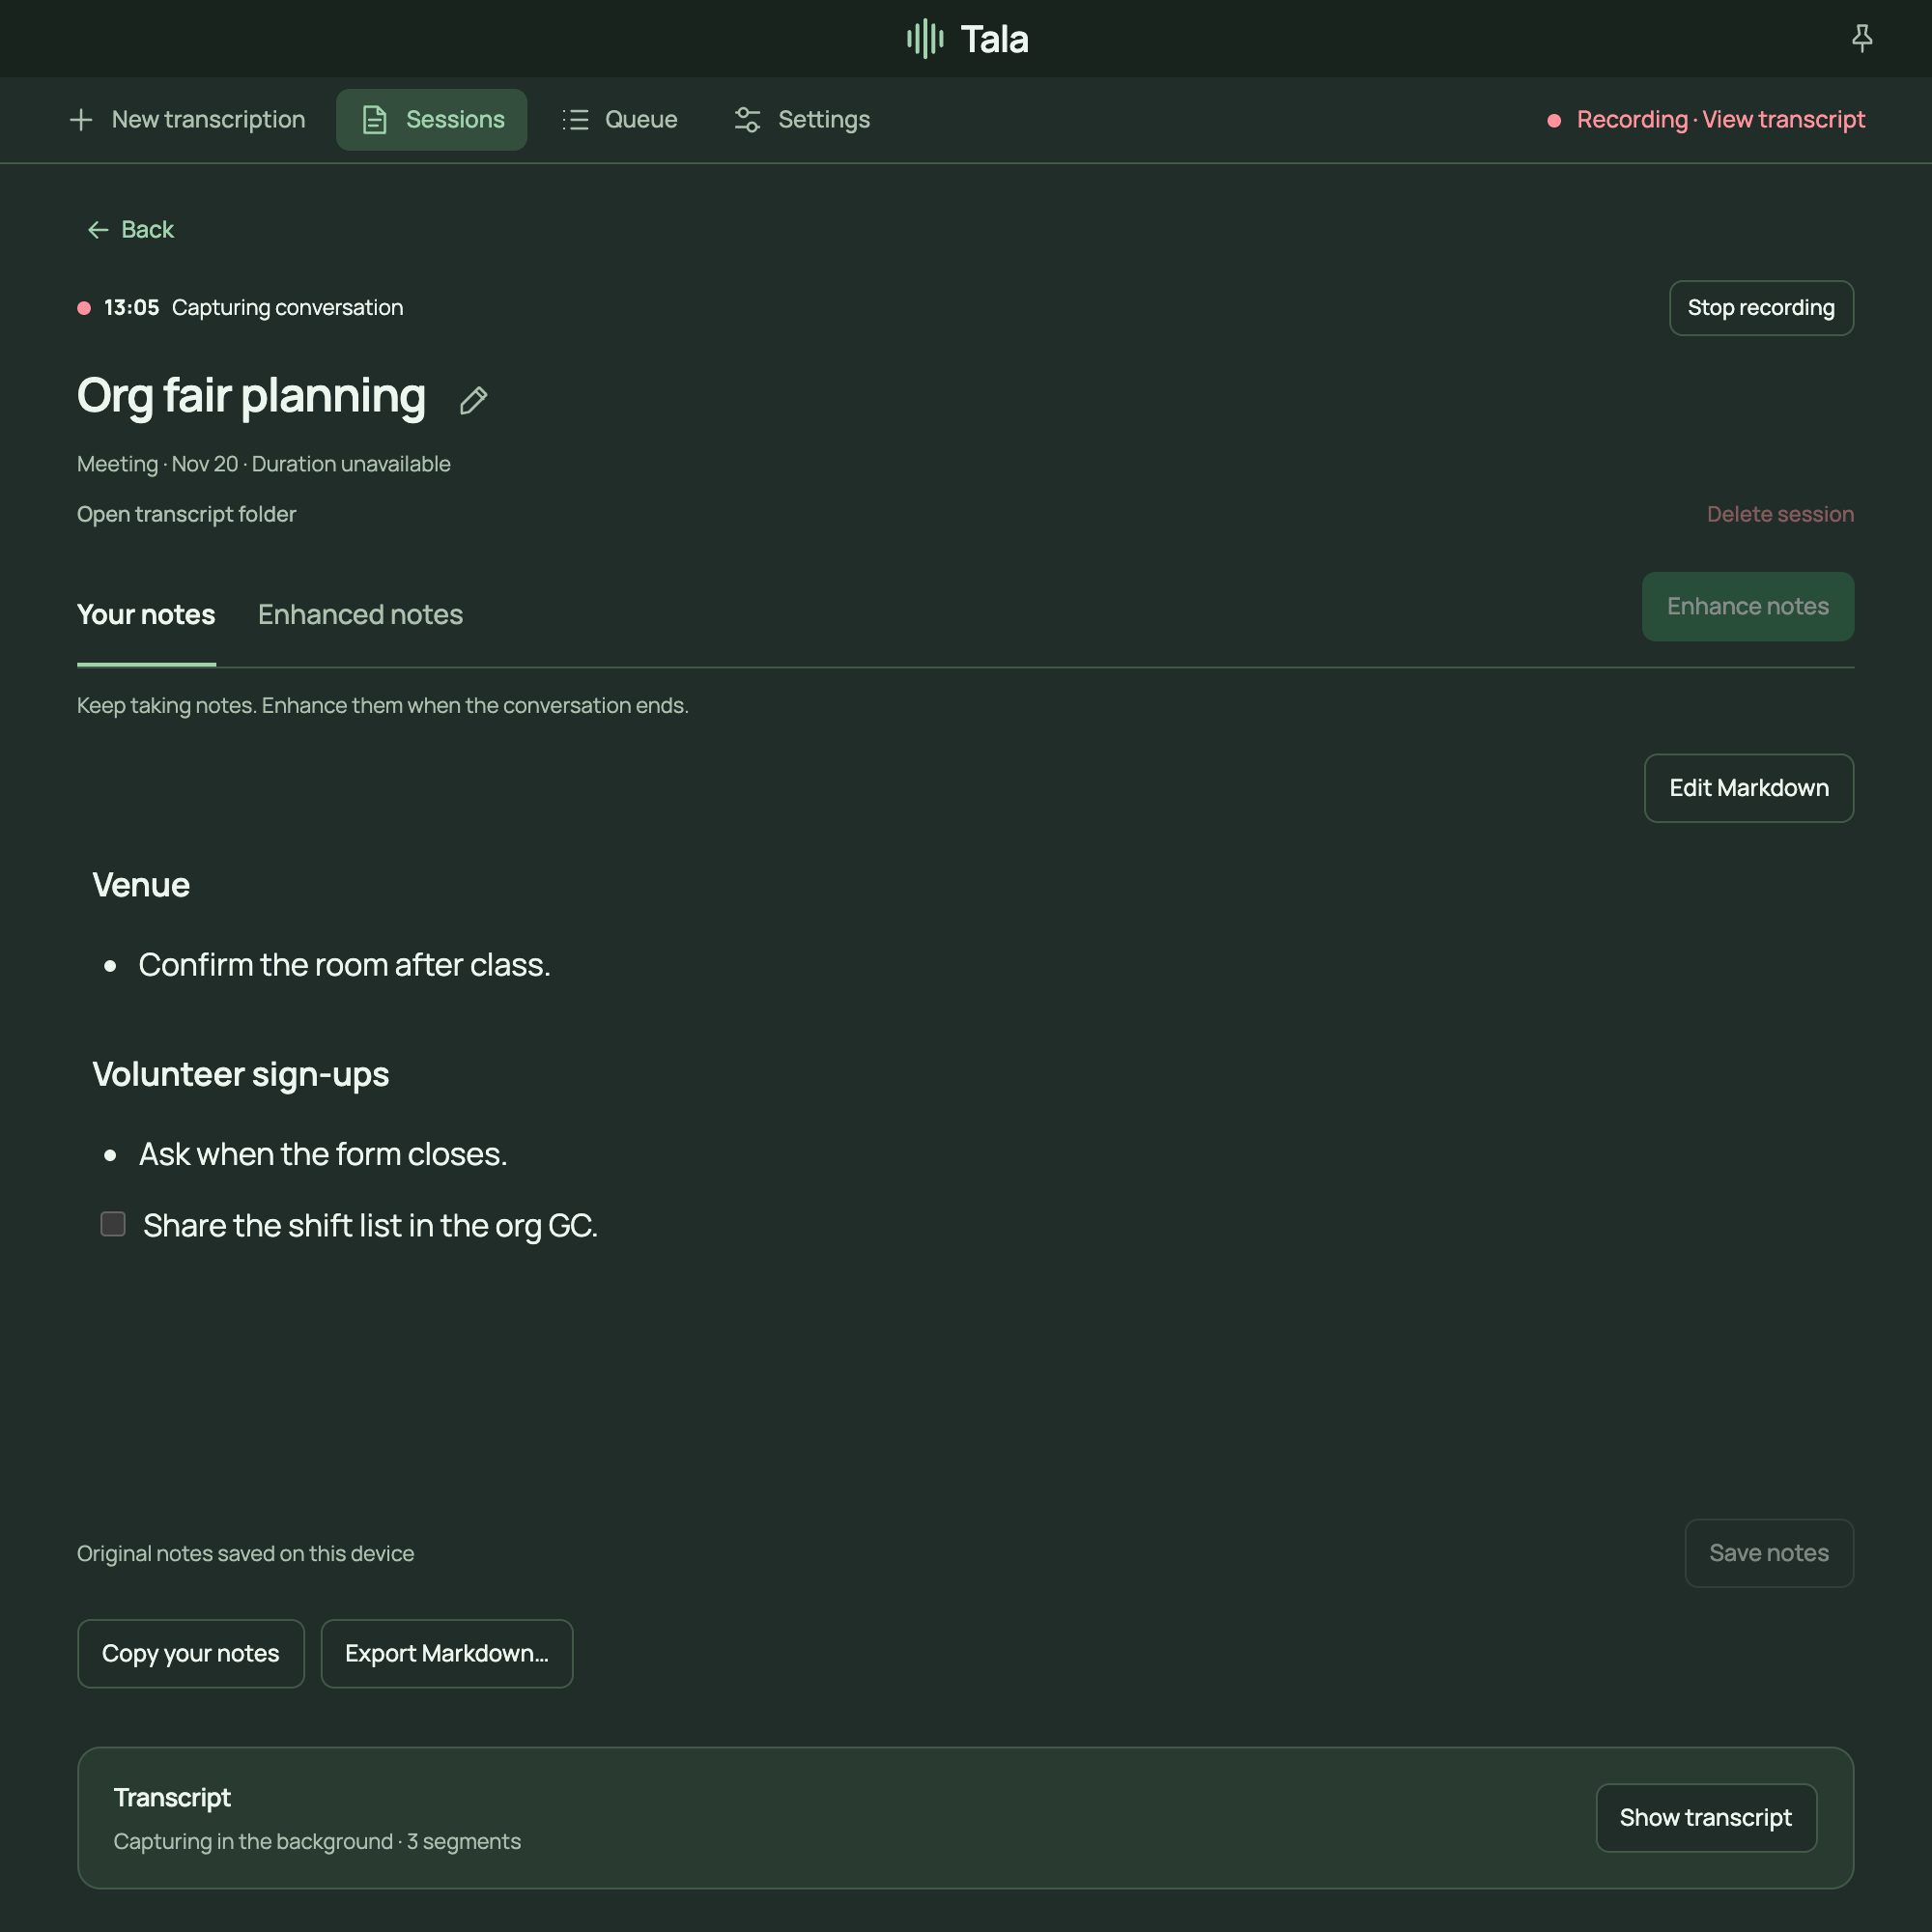 Tala
New transcription
Sessions
Queue
Settings
Recording · View transcript
Back
13:05 Capturing conversation
Stop recording
Org fair planning
Meeting · Nov 20 · Duration unavailable
Open transcript folder
Delete session
Your notes
Enhanced notes
Enhance notes
Keep taking notes. Enhance them when the conversation ends.
Edit Markdown
Venue
Confirm the room after class.
Volunteer sign-ups
Ask when the form closes.
Share the shift list in the org GC.
Original notes saved on this device
Save notes
Copy your notes
Export Markdown...
Transcript
Capturing in the background · 3 segments
Show transcript